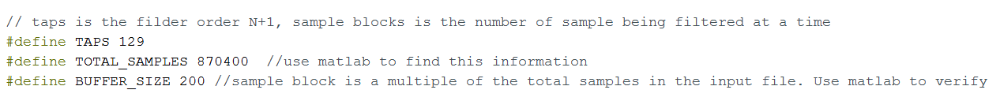 // taps is the filder order N+1, sample blocks is the number of sample being filtered at a time
#define TAPS 129
#define TOTAL_SAMPLES 870400  //use matlab to find this information
#define BUFFER_SIZE 200 //sample block is a multiple of the total samples in the input file. Use matlab to verify